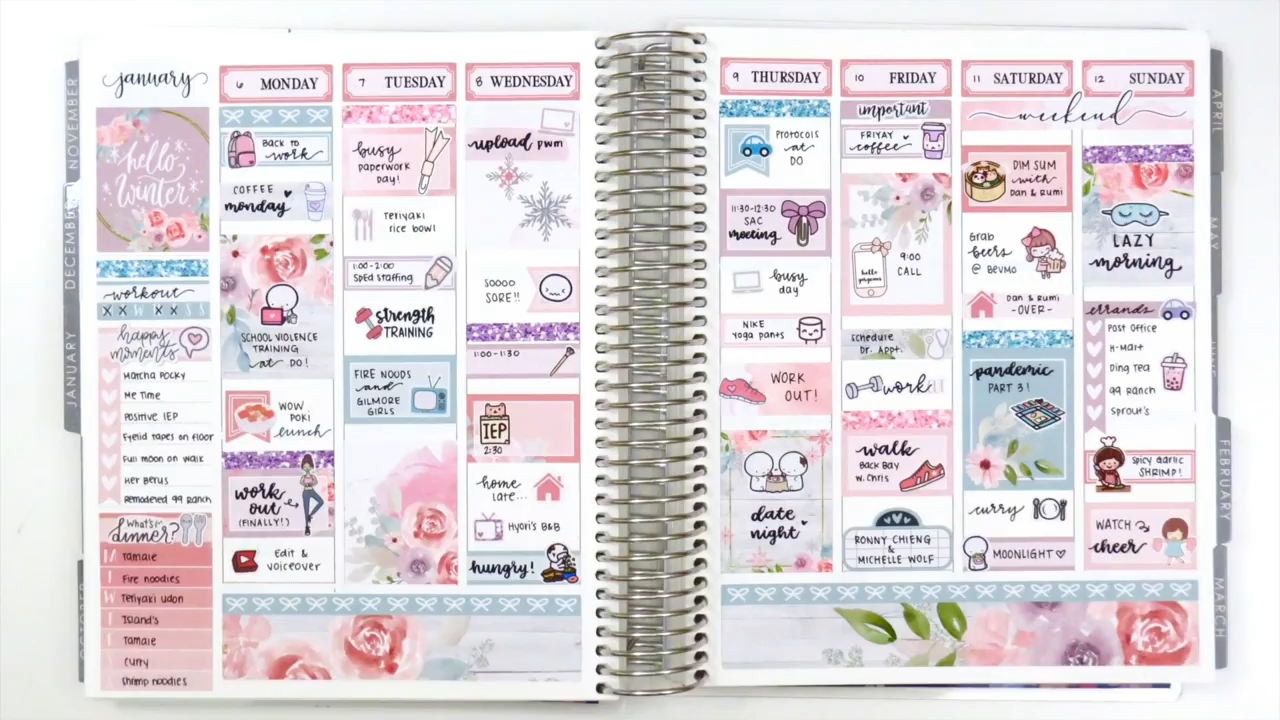 january
hello
Winter
workout
X X W X X S S
happy
moments
Matcha Pocky
Me Time
Positive IEP
Eyelid tapes on floor
Full moon on walk
Her Berus
Remodered 99 Ranch
What's for
dinner?
M Tamale
T Fire noodies
W Teriyaki udon
T Island's
F Tamale
Curry
Shrimp noodles
6 MONDAY
BACK TO
work
COFFEE
monday
SCHOOL VIOLENCE
TRAINING
at DO!
WOW
POKI
lunch
work
out
(FINALLY!)
Edit &
voiceover
7 TUESDAY
busy
paperwork
day!
Teriyaki
rice bowl
1:00-2:00
SpEd Staffing
strength
TRAINING
FIRE NOODS
and
GILMORE
GIRLS
8 WEDNESDAY
upload pwm
SOOOO
SORE!!
1:00-1:30
IEP
2:30
home
late...
Hyori's B&B
hungry!
9 THURSDAY
Protocols
at
DO
11:30-12:30
SAC
meeting
busy
day
NIKE
Yoga pants
WORK
OUT!
date
night
10 FRIDAY
important
FRIYAY
coffee
hello
gorgeous
9:00
CALL
schedule
Dr. Appt.
workOUT
walk
BACK BAY
W. Chris
RONNY CHIENG
&
MICHELLE WOLF
11 SATURDAY
weekend
DIM SUM
with
Dan & Rumi
Grab
beers
@ BEVMO
Dan & Rumi
-OVER-
pandemic
PART 3!
curry
MOONLIGHT
12 SUNDAY
LAZY
morning
errands
Post Office
H-Mart
Ding Tea
99 Ranch
Sprout's
SPICY GARLIC
SHRIMP!
WATCH
cheer
NOVEMBER
DECEMBER
JANUARY
OCTOBER
APRIL
MAY
JUNE
FEBRUARY
MARCH